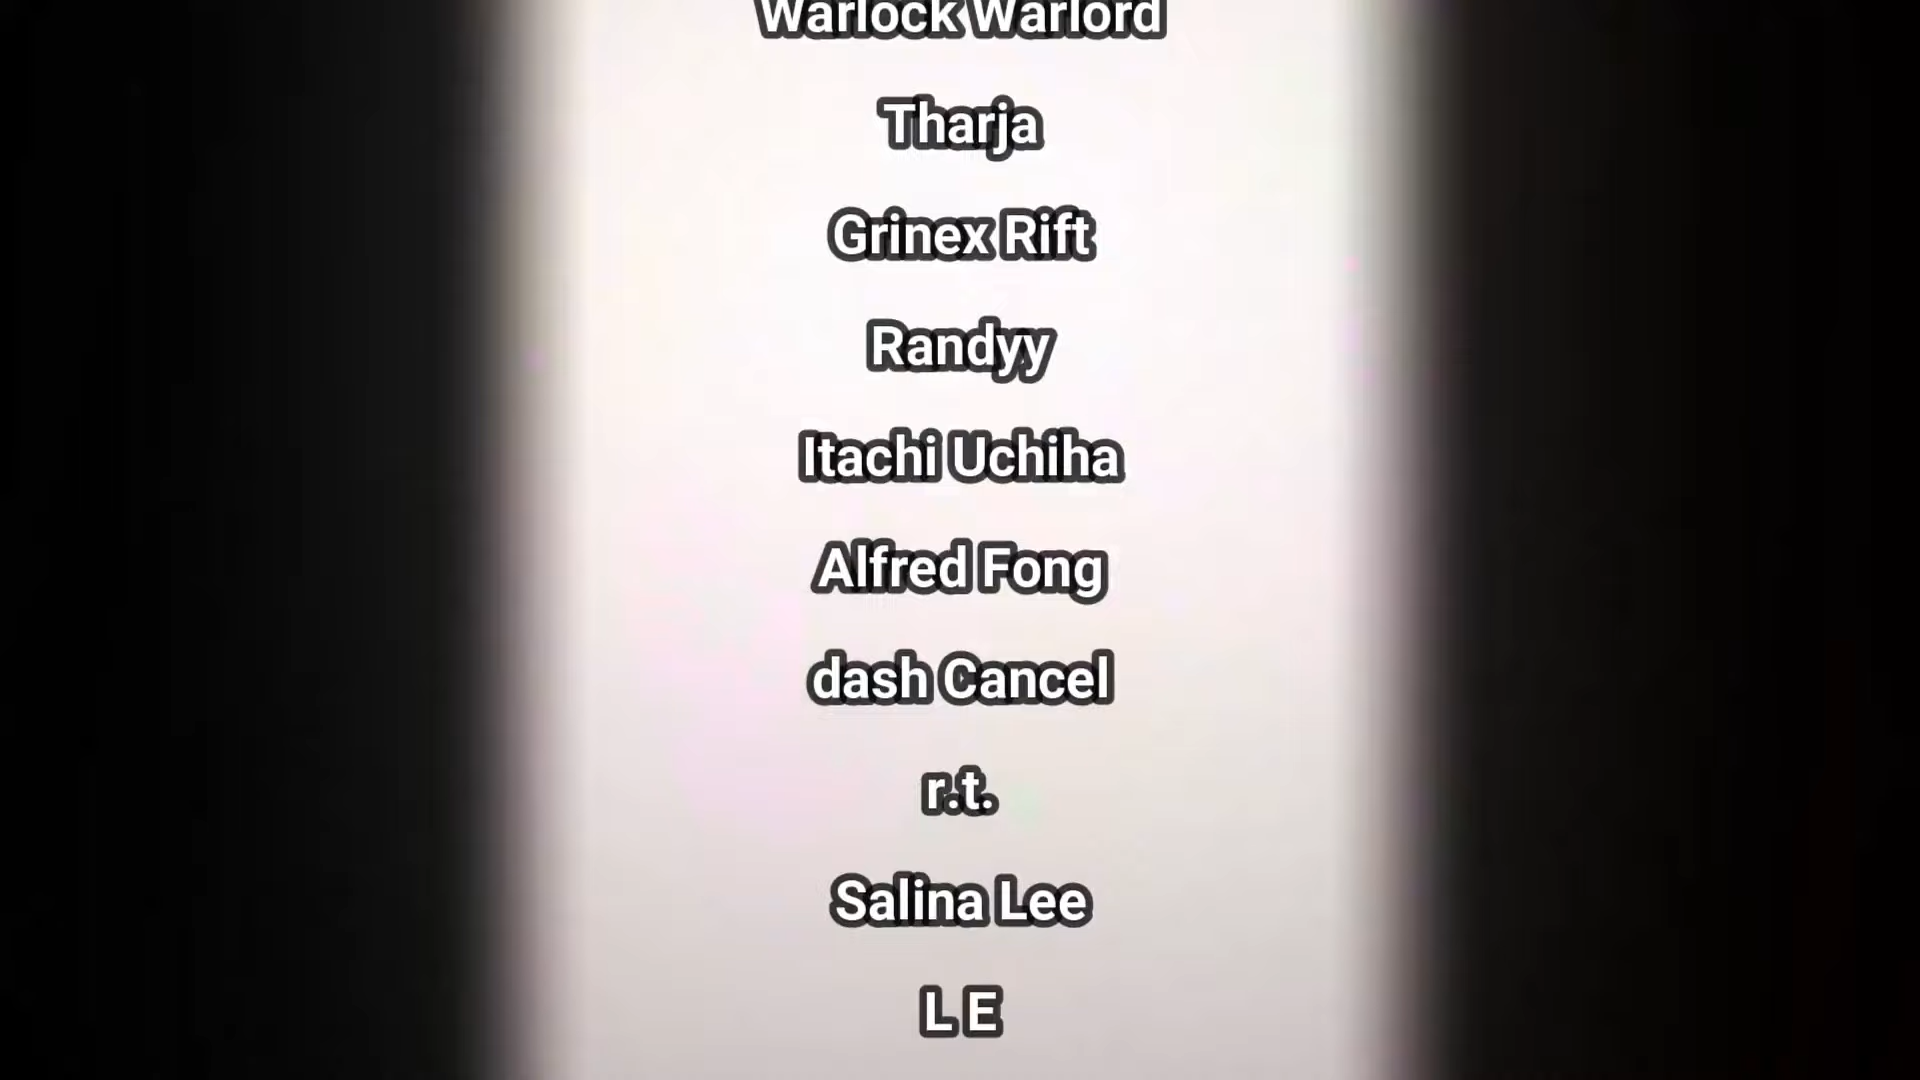 Warlock Warlord
Tharja
Grinex Rift
Randyy
Itachi Uchiha
Alfred Fong
dash Cancel
r.t.
Salina Lee
L E